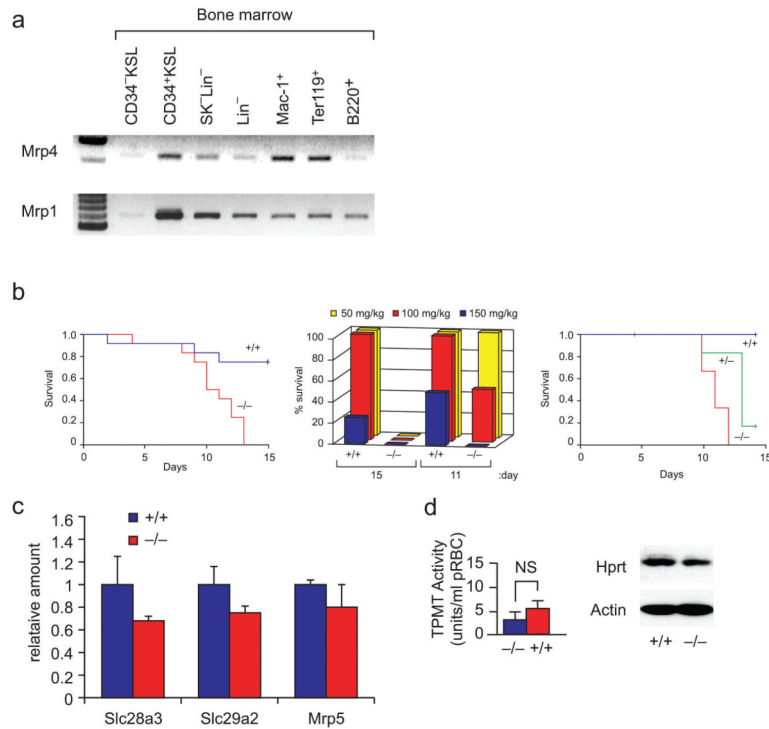 a
Bone marrow
CD34⁻KSL
CD34⁺KSL
SK⁻Lin⁻
Lin⁻
Mac-1⁺
Ter119⁺
B220⁺
Mrp4
Mrp1
b
1.0
0.8
0.6
0.4
0.2
0
Survival
0 5 10 15
Days
+/+
–/–
50 mg/kg 100 mg/kg 150 mg/kg
100
80
60
40
20
0
% survival
+/+ –/– +/+ –/–
15 11 :day
1.0
0.8
0.6
0.4
0.2
0
Survival
0 5 10 15
Days
+/+
+/–
–/–
c
+/+
–/–
1.6
1.4
1.2
1
0.8
0.6
0.4
0.2
0
relataive amount
Slc28a3 Slc29a2 Mrp5
d
TPMT Activity
(units/ml pRBC)
15
10
5
0
NS
–/– +/+
Hprt
Actin
+/+ –/–